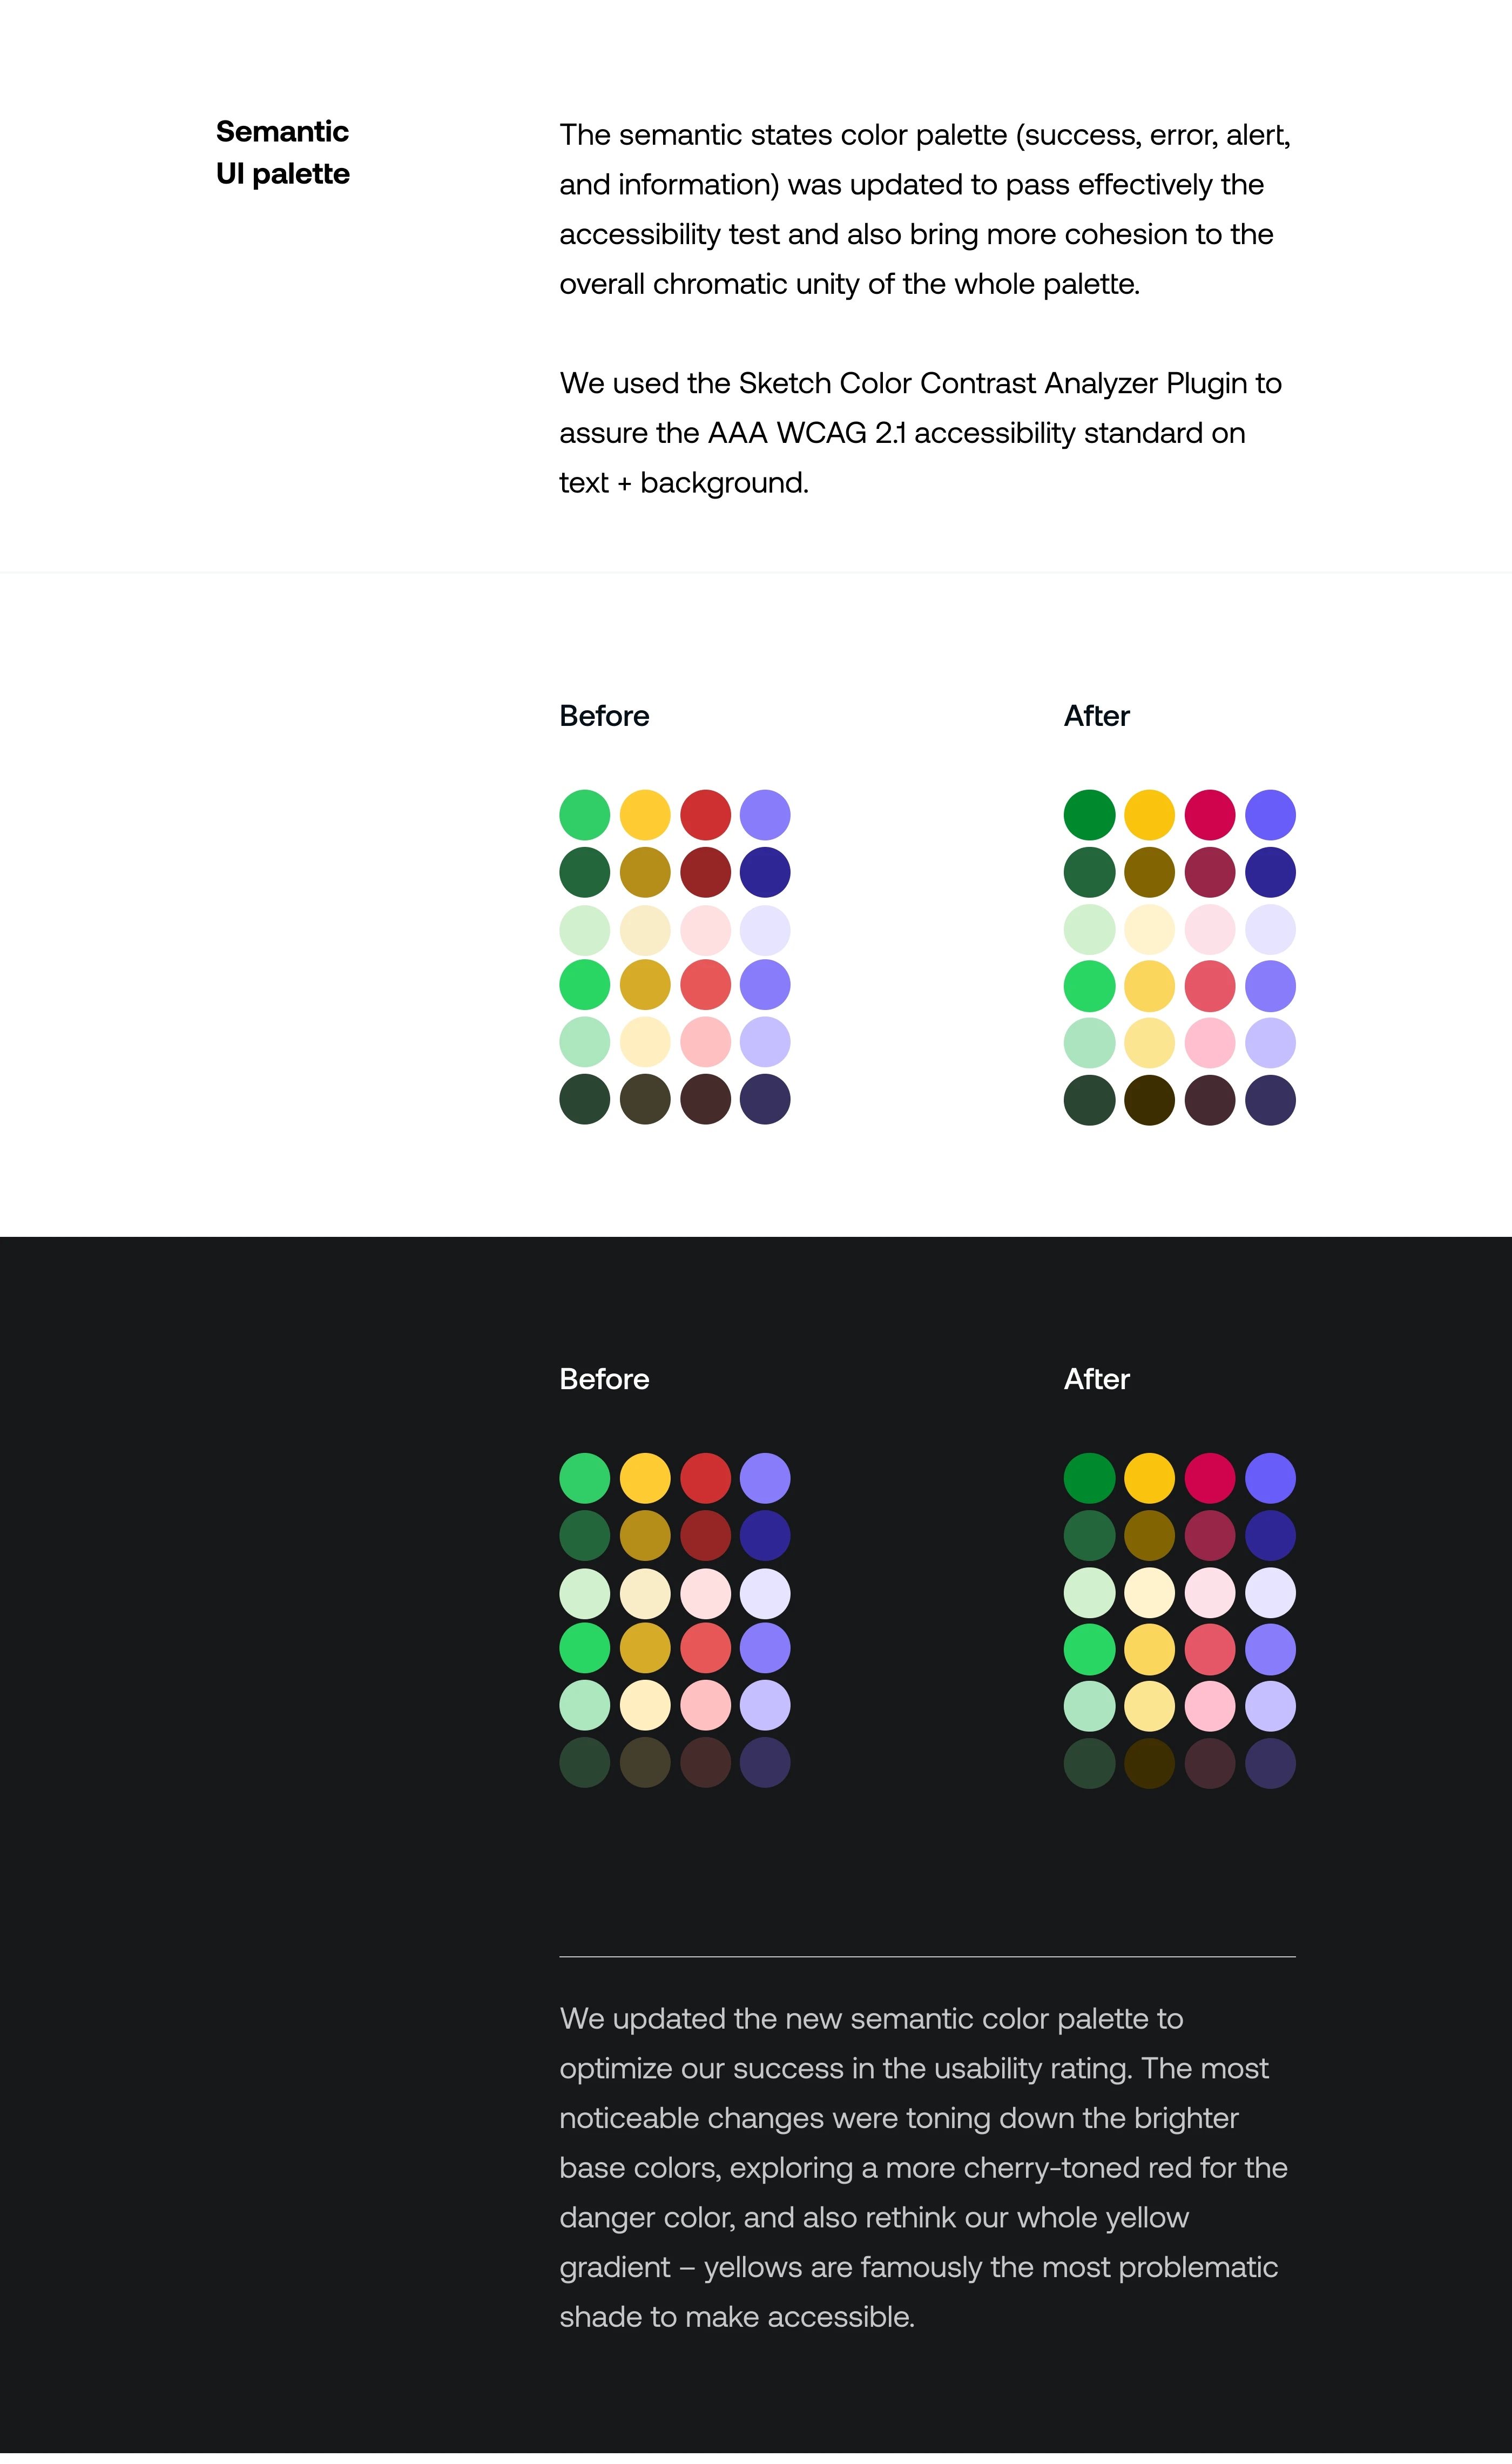 Semantic
UI palette
The semantic states color palette (success, error, alert,
and information) was updated to pass effectively the
accessibility test and also bring more cohesion to the
overall chromatic unity of the whole palette.
We used the Sketch Color Contrast Analyzer Plugin to
assure the AAA WCAG 2.1 accessibility standard on
text + background.
Before
After
Before
After
We updated the new semantic color palette to
optimize our success in the usability rating. The most
noticeable changes were toning down the brighter
base colors, exploring a more cherry-toned red for the
danger color, and also rethink our whole yellow
gradient – yellows are famously the most problematic
shade to make accessible.